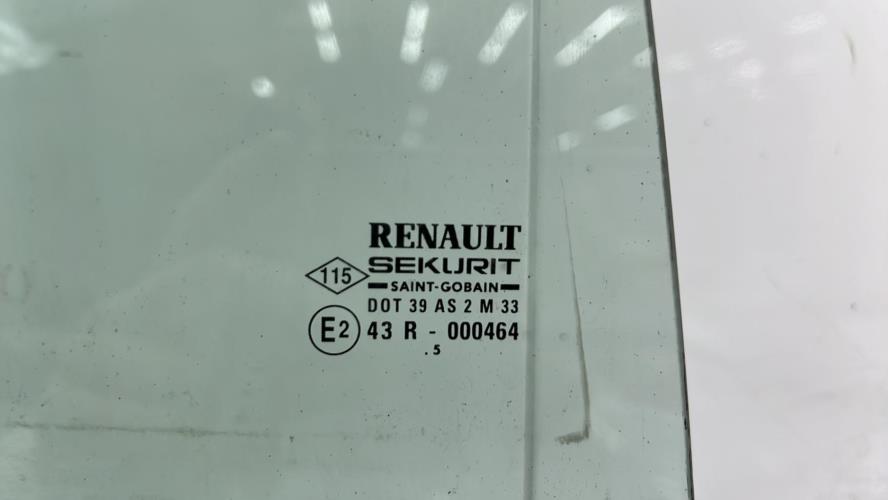 RENAULT
115 SEKURIT
SAINT-GOBAIN
DOT 39 AS 2 M 33
E2 43 R - 000464
. 5